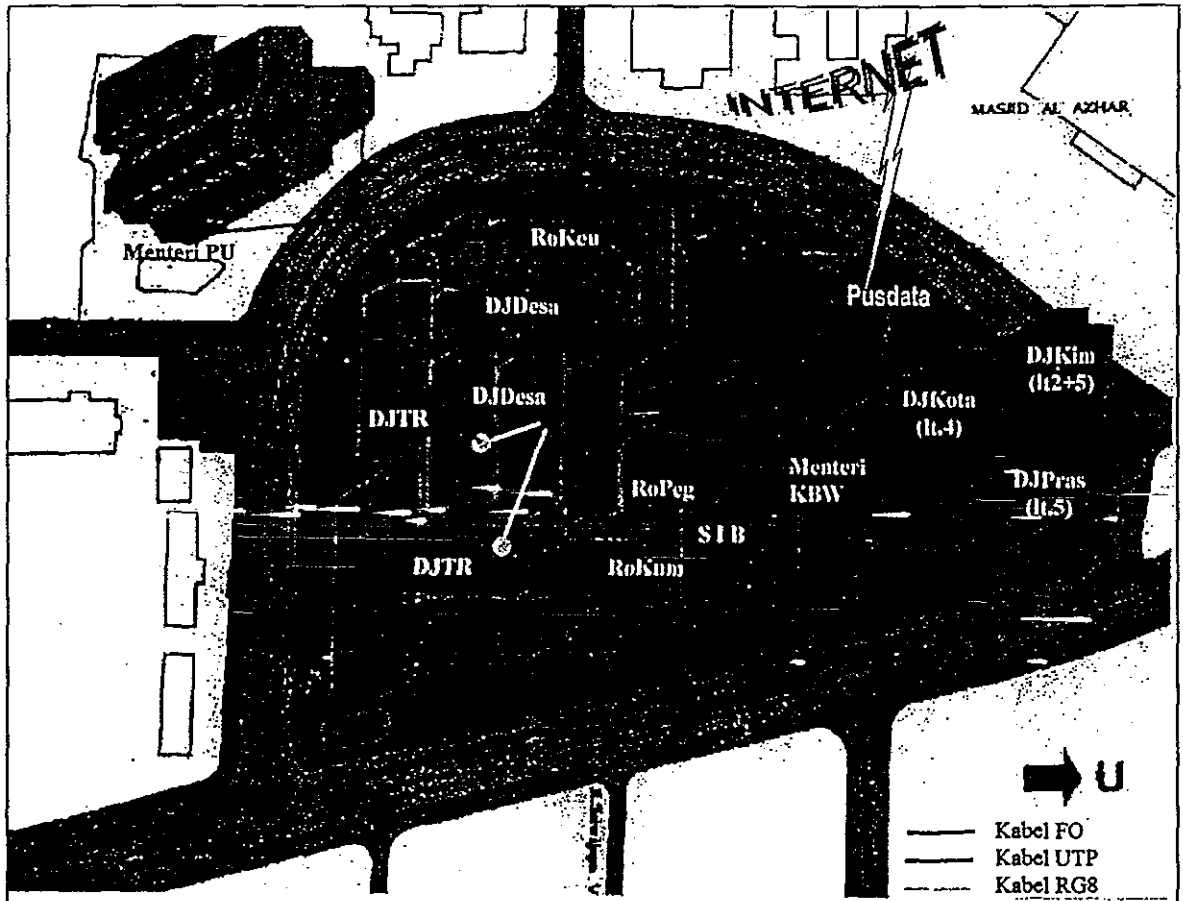 INTERNET
MASJID AL AZHAR
Menteri PU
RoKeu
Pusdata
DJDesa
DJKim
(lt2+5)
DJDesa
DJTR
DJKota
(lt.4)
Menteri
KBW
RoPeg
DJPras
(lt.5)
SIB
DJTR
RoKum
U
Kabel FO
Kabel UTP
Kabel RG8